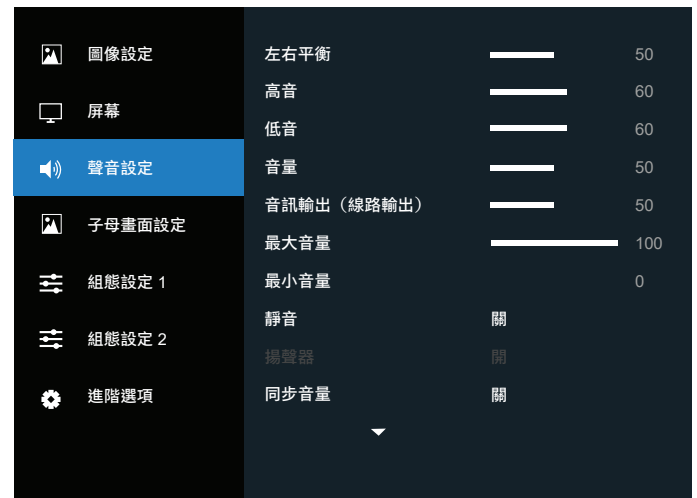 圖像設定
屏幕
聲音設定
子母畫面設定
組態設定 1
組態設定 2
進階選項
左右平衡 50
高音 60
低音 60
音量 50
音訊輸出（線路輸出） 50
最大音量 100
最小音量 0
靜音 關
揚聲器 開
同步音量 關